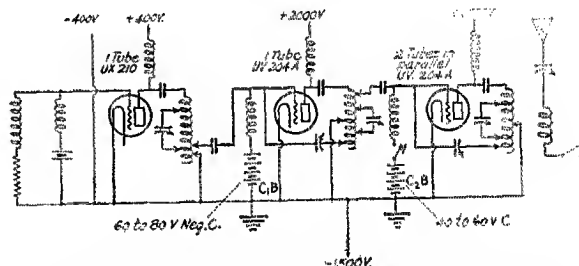 -400V.
+400V.
+2000V
1 Tube
UX 210
1 Tube
UV 204 A
2 Tubes in
parallel
UV. 204 A
C₁B
C₂B
60 to 80 V Neg. C.
40 to 60 V C
-1500V.